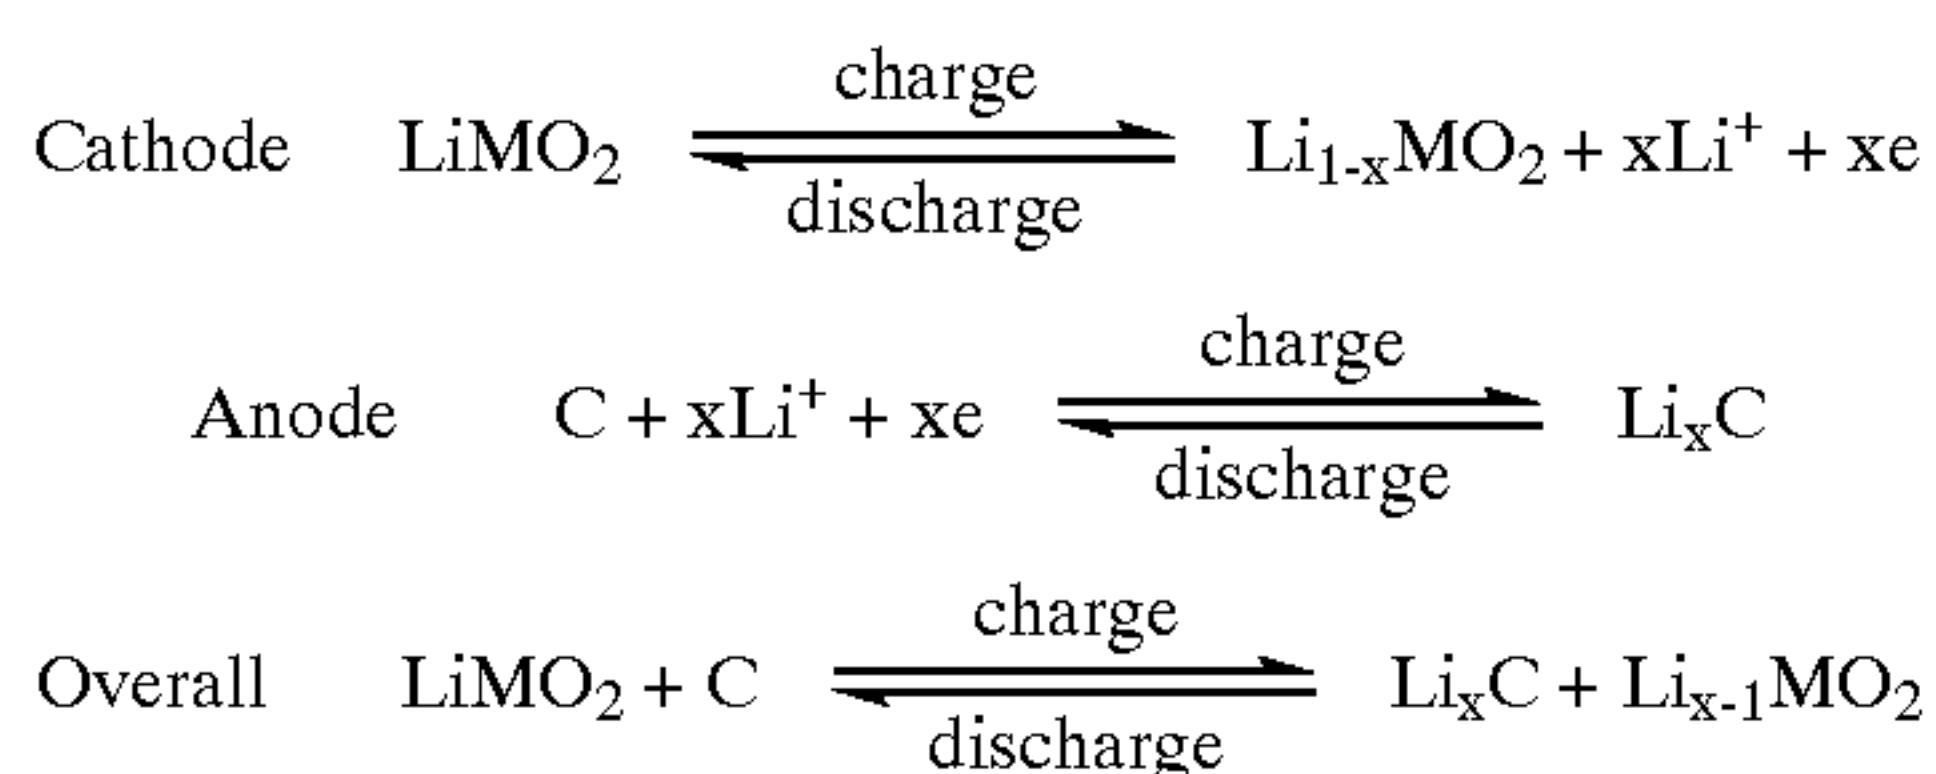 charge
Cathode LiMO₂ ⇌ Li₁₋ₓMO₂ + xLi⁺ + xe
discharge
charge
Anode C + xLi⁺ + xe ⇌ LiₓC
discharge
charge
Overall LiMO₂ + C ⇌ LiₓC + Liₓ₋₁MO₂
discharge